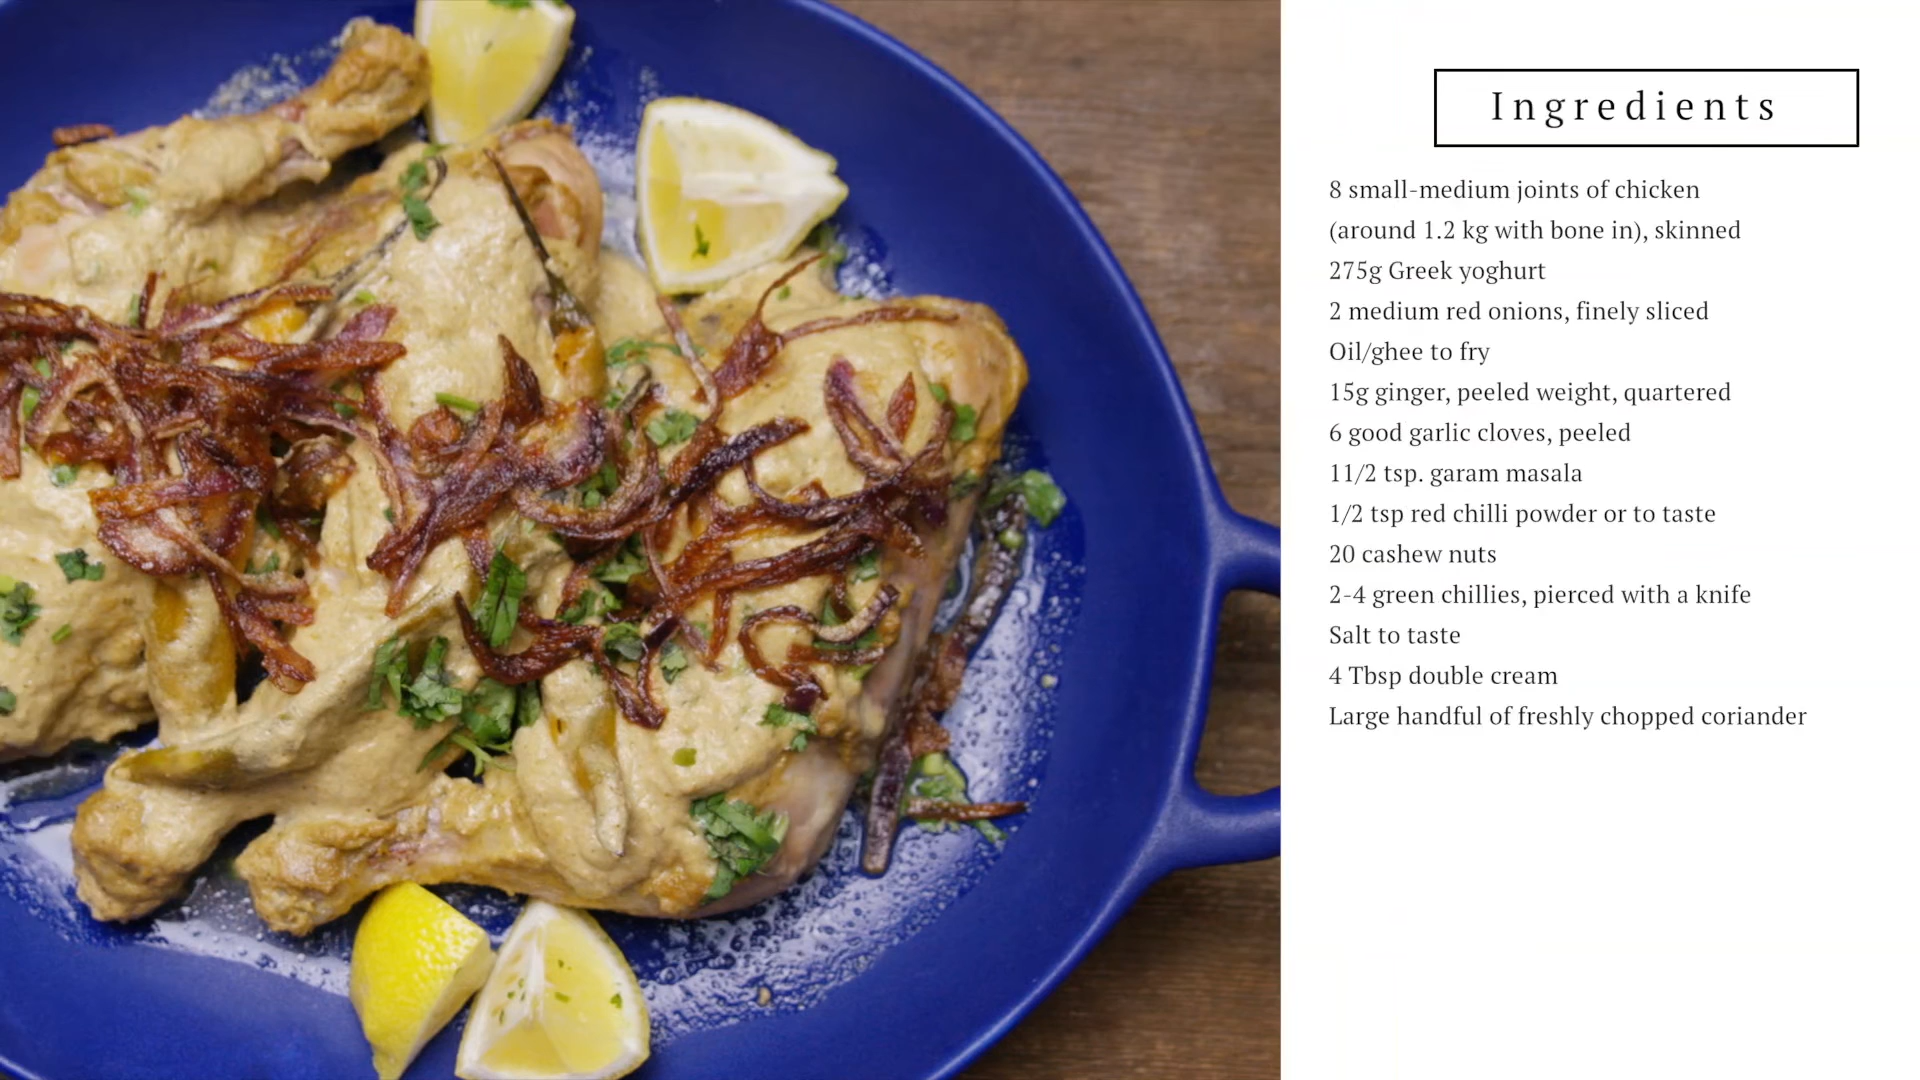 Ingredients
8 small-medium joints of chicken
(around 1.2 kg with bone in), skinned
275g Greek yoghurt
2 medium red onions, finely sliced
Oil/ghee to fry
15g ginger, peeled weight, quartered
6 good garlic cloves, peeled
11/2 tsp. garam masala
1/2 tsp red chilli powder or to taste
20 cashew nuts
2-4 green chillies, pierced with a knife
Salt to taste
4 Tbsp double cream
Large handful of freshly chopped coriander